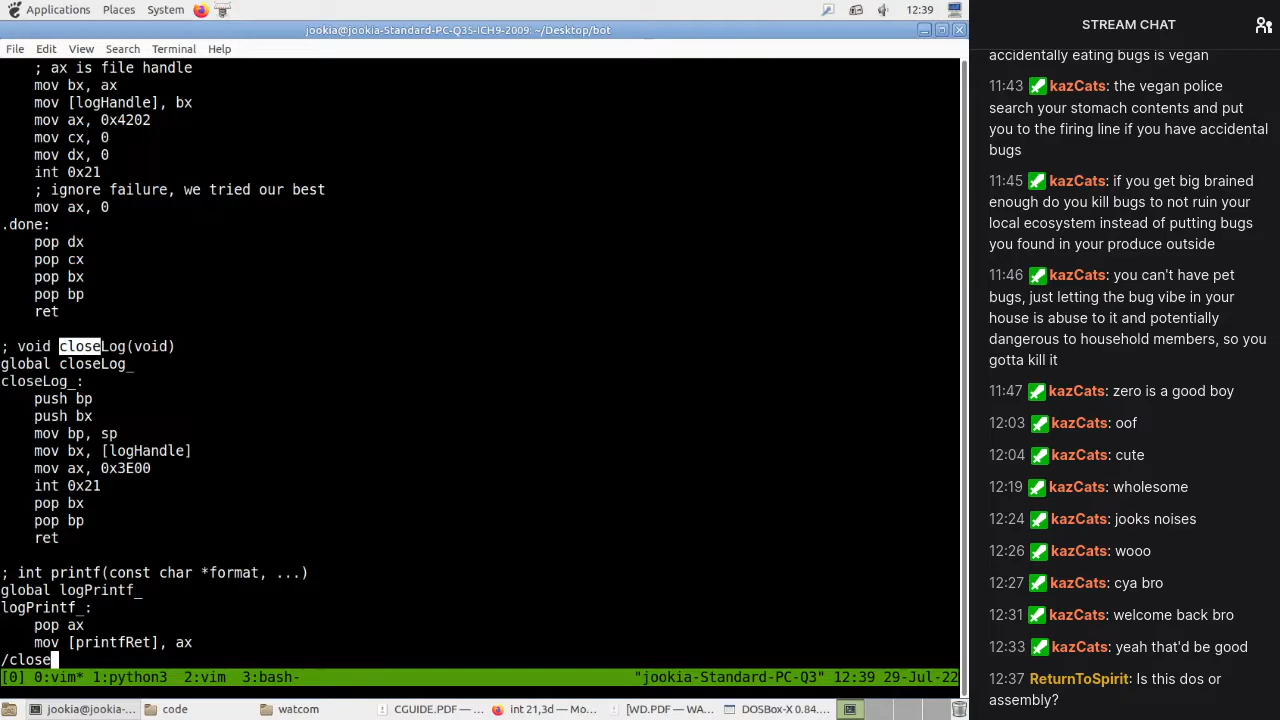 Applications Places System 12:39
jookia@jookia-Standard-PC-Q35-ICH9-2009: ~/Desktop/bot
File Edit View Search Terminal Help
; ax is file handle
mov bx, ax
mov [logHandle], bx
mov ax, 0x4202
mov cx, 0
mov dx, 0
int 0x21
; ignore failure, we tried our best
mov ax, 0
.done:
pop dx
pop cx
pop bx
pop bp
ret
; void closeLog(void)
global closeLog_
closeLog_:
push bp
push bx
mov bp, sp
mov bx, [logHandle]
mov ax, 0x3E00
int 0x21
pop bx
pop bp
ret
; int printf(const char *format, ...)
global logPrintf_
logPrintf_:
pop ax
mov [printfRet], ax
/close
[0] 0:vim* 1:python3 2:vim 3:bash- "jookia-Standard-PC-Q3" 12:39 29-Jul-22
jookia@jookia-... code watcom CGUIDE.PDF — ... int 21,3d — Mo... [WD.PDF — WA... DOSBox-X 0.84....
STREAM CHAT
accidentally eating bugs is vegan
11:43 kazCats: the vegan police
search your stomach contents and put
you to the firing line if you have accidental
bugs
11:45 kazCats: if you get big brained
enough do you kill bugs to not ruin your
local ecosystem instead of putting bugs
you found in your produce outside
11:46 kazCats: you can't have pet
bugs, just letting the bug vibe in your
house is abuse to it and potentially
dangerous to household members, so you
gotta kill it
11:47 kazCats: zero is a good boy
12:03 kazCats: oof
12:04 kazCats: cute
12:19 kazCats: wholesome
12:24 kazCats: jooks noises
12:26 kazCats: wooo
12:27 kazCats: cya bro
12:31 kazCats: welcome back bro
12:33 kazCats: yeah that'd be good
12:37 ReturnToSpirit: Is this dos or
assembly?